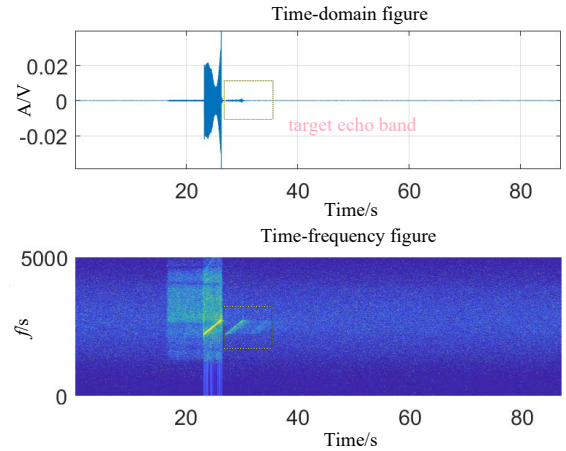 Time-domain figure
0.02
0
-0.02
A/V
target echo band
20
40
60
80
Time/s
Time-frequency figure
5000
0
f/s
20
40
60
80
Time/s